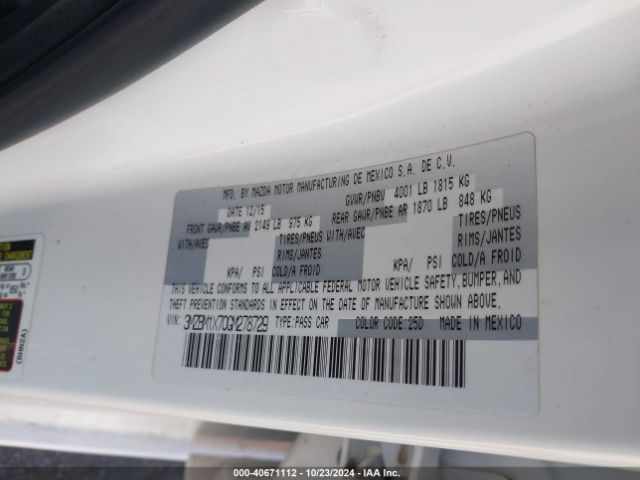 MFD. BY MAZDA MOTOR MANUFACTURING DE MEXICO S.A. DE C.V.
DATE 12/15 GVWR/PNBV 4001 LB 1815 KG
FRONT GAWR/PNBE AV 2149 LB 975 KG REAR GAWR/PNBE AR 1870 LB 848 KG
WITH/AVEC TIRES/PNEUS WITH/AVEC TIRES/PNEUS
RIMS/JANTES RIMS/JANTES
KPA/ PSI COLD/A FROID KPA/ PSI COLD/A FROID
THIS VEHICLE CONFORMS TO ALL APPLICABLE FEDERAL MOTOR VEHICLE SAFETY, BUMPER, AND
THEFT PREVENTION STANDARDS IN EFFECT ON THE DATE OF MANUFACTURE SHOWN ABOVE.
VIN: 3MZBM1X70GM278729 TYPE:PASS CAR COLOR CODE:25D MADE IN MEXICO
REAR
(BHN2A)
000-40671112 - 10/23/2024 - IAA Inc.